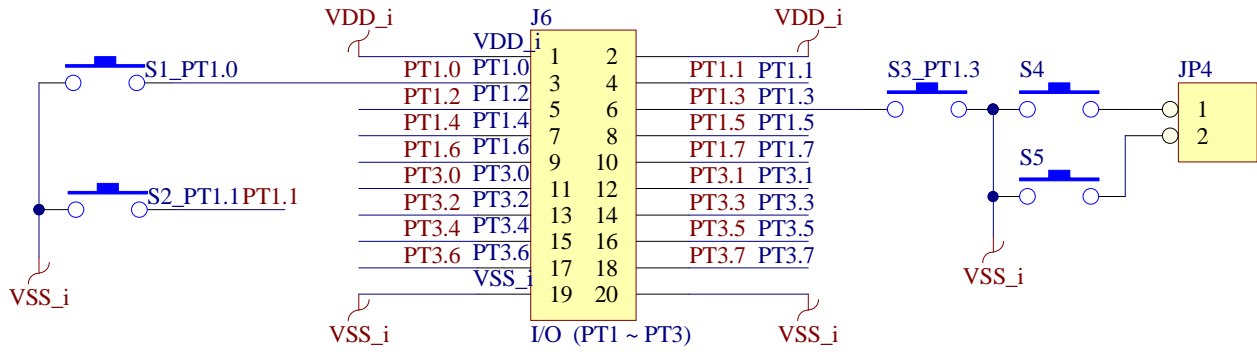 VDD_i J6 VDD_i
VDD_i
S1_PT1.0 1 2 S3_PT1.3 S4 JP4
PT1.0 PT1.0 3 4 PT1.1 PT1.1
PT1.2 PT1.2 5 6 PT1.3 PT1.3 1
PT1.4 PT1.4 7 8 PT1.5 PT1.5 2
PT1.6 PT1.6 9 10 PT1.7 PT1.7 S5
PT3.0 PT3.0 11 12 PT3.1 PT3.1
S2_PT1.1 PT1.1 PT3.2 PT3.2 13 14 PT3.3 PT3.3
PT3.4 PT3.4 15 16 PT3.5 PT3.5
PT3.6 PT3.6 17 18 PT3.7 PT3.7
VSS_i VSS_i 19 20 VSS_i
VSS_i VSS_i
I/O (PT1 ~ PT3)